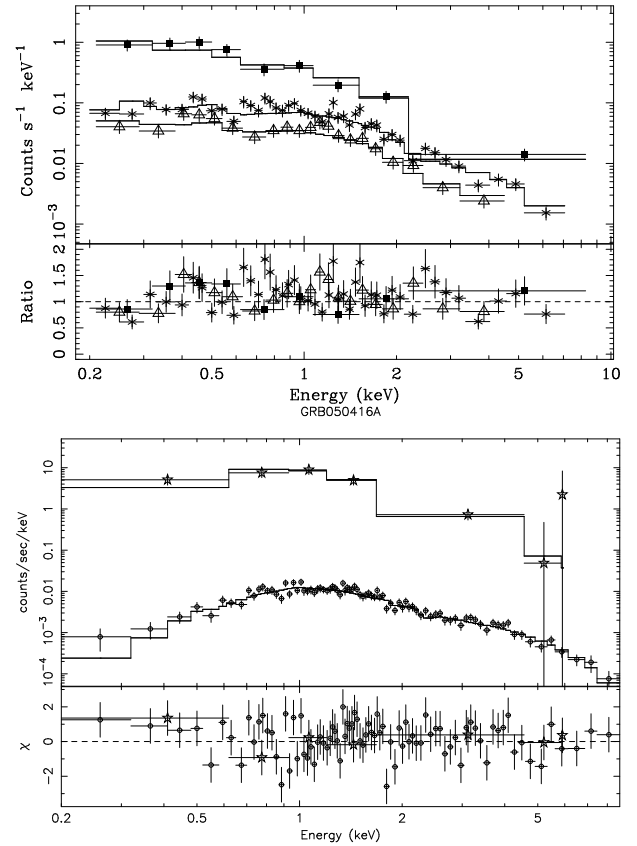 Counts s⁻¹ keV⁻¹
1
0.1
0.01
10⁻³
Ratio
2
1.5
1
0.5
0
0.2 0.5 1 2 5 10
Energy (keV)
GRB050416A
counts/sec/keV
10
1
0.1
0.01
10⁻³
10⁻⁴
χ
2
0
−2
0.2 0.5 1 2 5
Energy (keV)